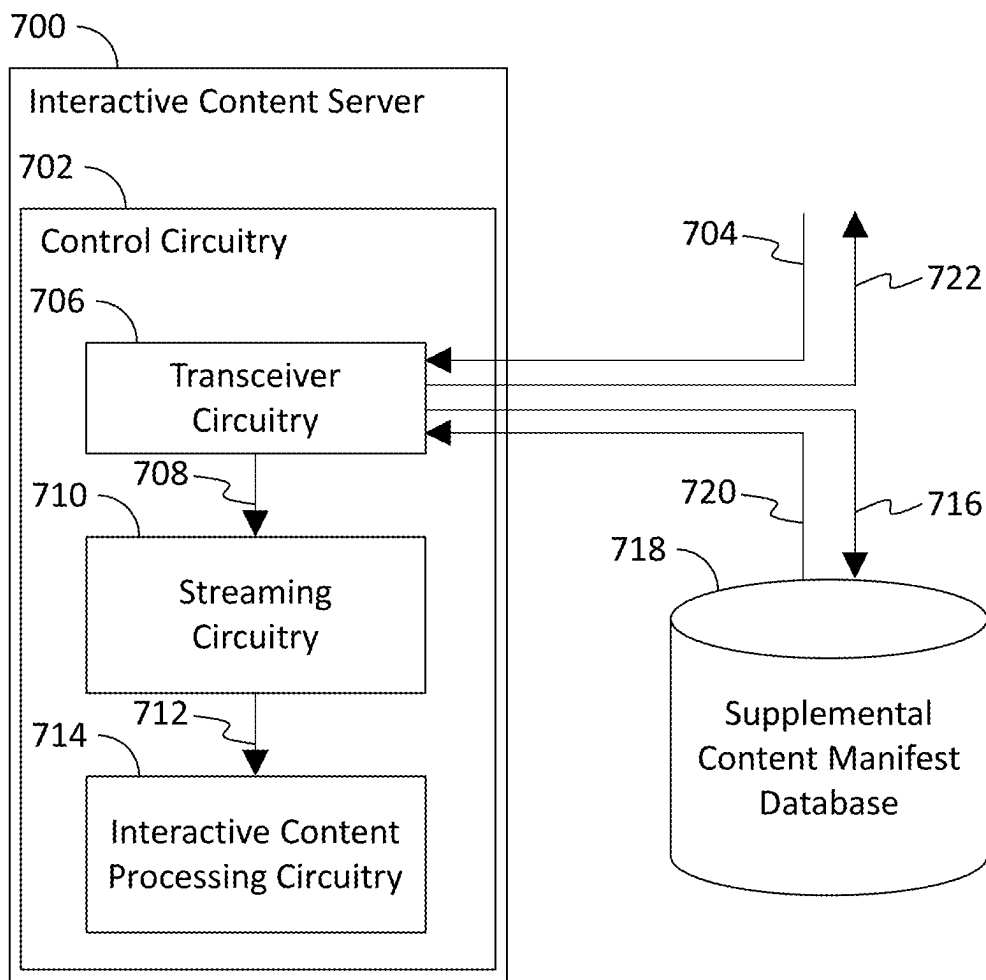 700
Interactive Content Server
702
Control Circuitry
704
722
706
Transceiver
Circuitry
708
710
720
716
718
Streaming
Circuitry
712
714
Supplemental
Content Manifest
Database
Interactive Content
Processing Circuitry